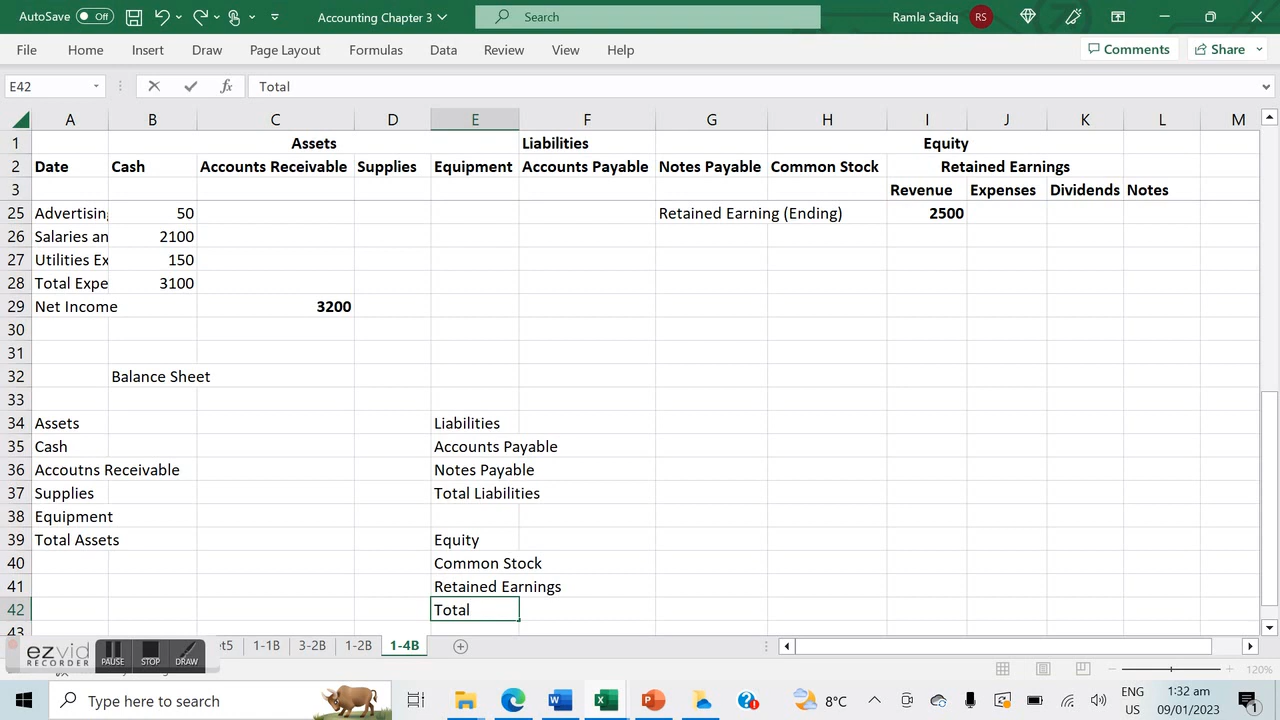 AutoSave Off Accounting Chapter 3 Search Ramla Sadiq RS
File Home Insert Draw Page Layout Formulas Data Review View Help Comments Share
E42 fx Total
A B C D E F G H I J K L M
1 Assets Liabilities Equity
2 Date Cash Accounts Receivable Supplies Equipment Accounts Payable Notes Payable Common Stock Retained Earnings
3 Revenue Expenses Dividends Notes
25 Advertising 50 Retained Earning (Ending) 2500
26 Salaries an 2100
27 Utilities Ex 150
28 Total Expe 3100
29 Net Income 3200
30
31
32 Balance Sheet
33
34 Assets Liabilities
35 Cash Accounts Payable
36 Accoutns Receivable Notes Payable
37 Supplies Total Liabilities
38 Equipment
39 Total Assets Equity
40 Common Stock
41 Retained Earnings
42 Total
43
ezvid RECORDER PAUSE STOP DRAW t5 1-1B 3-2B 1-2B 1-4B
120%
Type here to search 8°C ENG US 1:32 am 09/01/2023 1